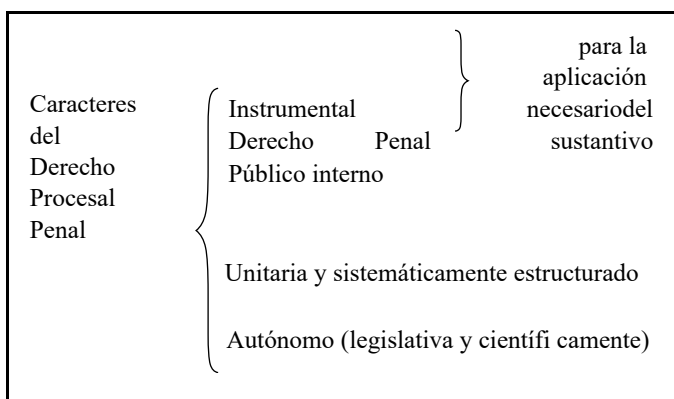 Caracteres
del
Derecho
Procesal
Penal
Instrumental
Derecho Penal
Público interno
para la
aplicación
necesariodel
sustantivo
Unitaria y sistemáticamente estructurado
Autónomo (legislativa y científi camente)